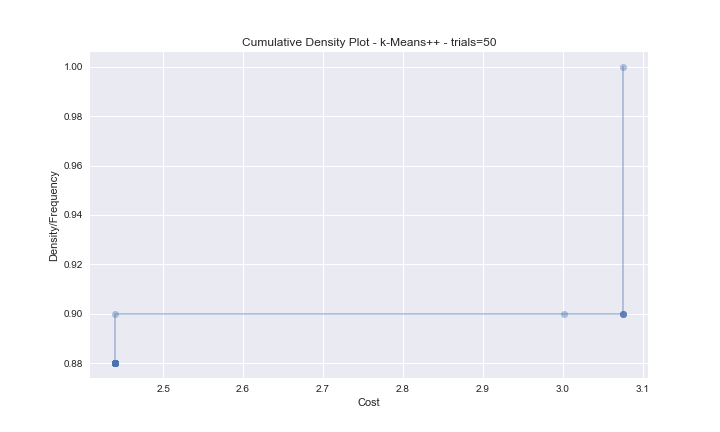 Cumulative Density Plot - k-Means++ - trials=50
1.00
0.98
0.96
0.94
0.92
0.90
0.88
Density/Frequency
2.5 2.6 2.7 2.8 2.9 3.0 3.1
Cost